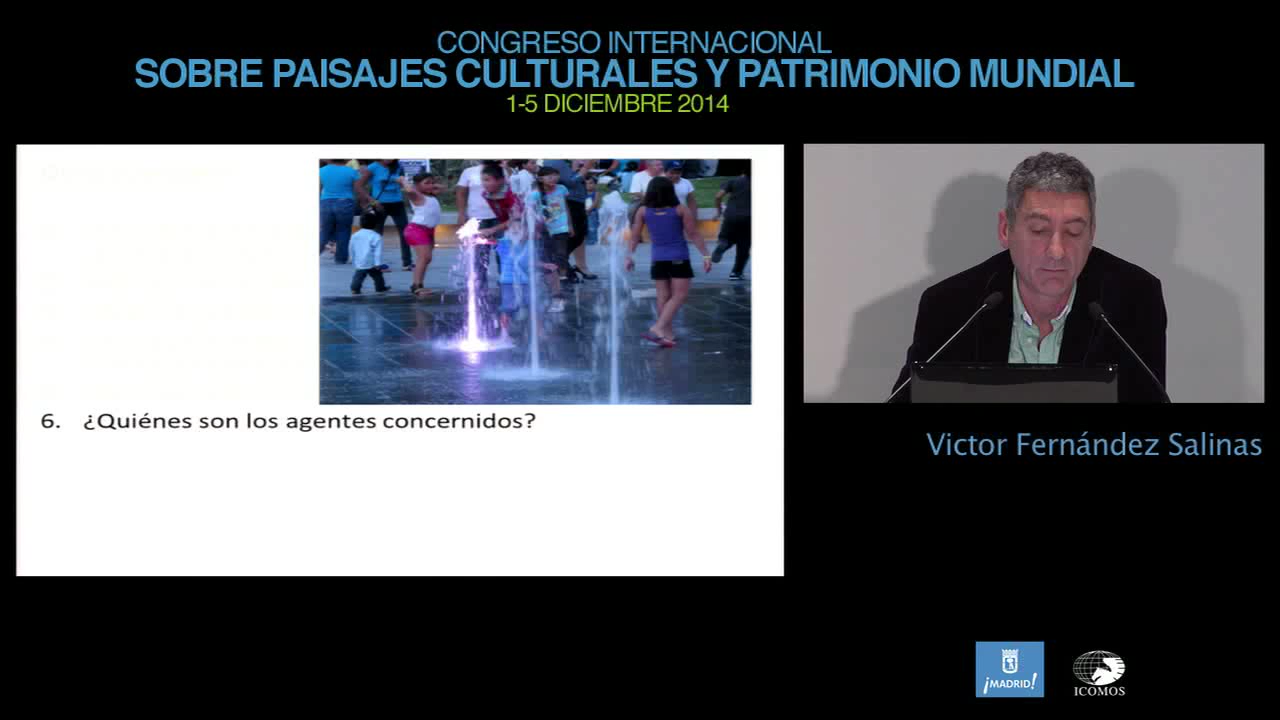 CONGRESO INTERNACIONAL
SOBRE PAISAJES CULTURALES Y PATRIMONIO MUNDIAL
1-5 DICIEMBRE 2014
6. ¿Quiénes son los agentes concernidos?
Victor Fernández Salinas
¡MADRID!
ICOMOS